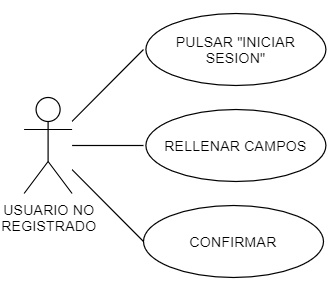 PULSAR "INICIAR
SESION"
RELLENAR CAMPOS
USUARIO NO
REGISTRADO
CONFIRMAR